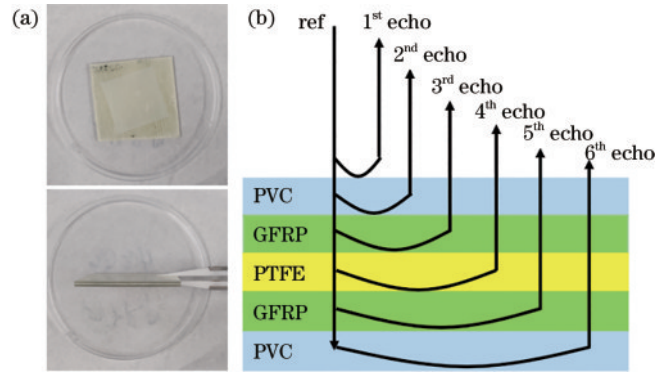 (a)
(b)
ref
1st echo
2nd echo
3rd echo
4th echo
5th echo
6th echo
PVC
GFRP
PTFE
GFRP
PVC